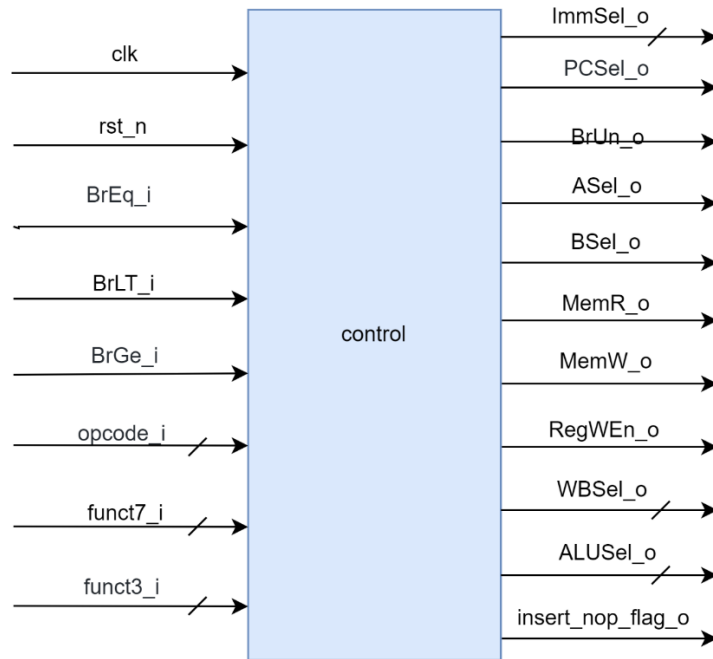 clk
rst_n
BrEq_i
BrLT_i
BrGe_i
opcode_i
funct7_i
funct3_i
control
ImmSel_o
PCSel_o
BrUn_o
ASel_o
BSel_o
MemR_o
MemW_o
RegWEn_o
WBSel_o
ALUSel_o
insert_nop_flag_o